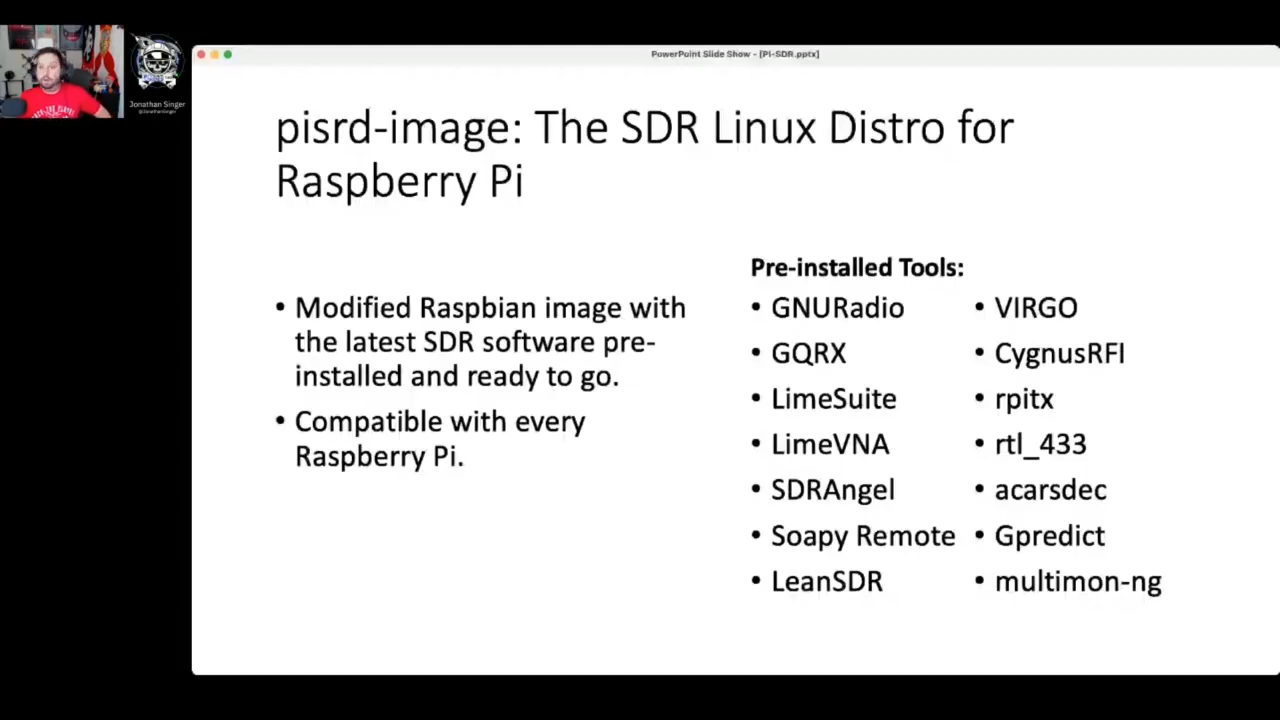 PowerPoint Slide Show - [Pi-SDR.pptx]
Jonathan Singer
@JonathanSinger
pisrd-image: The SDR Linux Distro for
Raspberry Pi
• Modified Raspbian image with
the latest SDR software pre-
installed and ready to go.
• Compatible with every
Raspberry Pi.
Pre-installed Tools:
• GNURadio
• GQRX
• LimeSuite
• LimeVNA
• SDRAngel
• Soapy Remote
• LeanSDR
• VIRGO
• CygnusRFI
• rpitx
• rtl_433
• acarsdec
• Gpredict
• multimon-ng